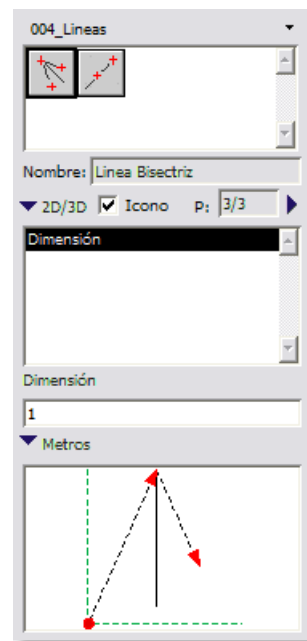 004_Lineas
Nombre: Linea Bisectriz
2D/3D Icono P: 3/3
Dimensión
Dimensión
1
Metros